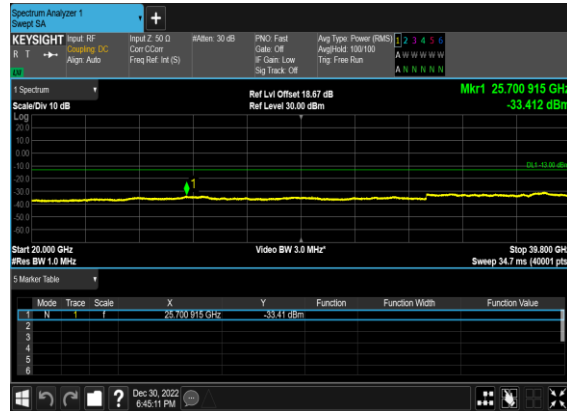 Spectrum Analyzer 1
Swept SA
KEYSIGHT Input: RF Input Z: 50 Ω #Atten: 30 dB PNO: Fast Avg Type: Power (RMS) 1 2 3 4 5 6
R T Coupling: DC Corr CCorr Gate: Off Avg|Hold: 100/100 A W W W W W
Align: Auto Freq Ref: Int (S) IF Gain: Low Trig: Free Run
Sig Track: Off A N N N N N
1 Spectrum Ref Lvl Offset 18.67 dB Mkr1 25.700 915 GHz
Scale/Div 10 dB Ref Level 30.00 dBm -33.412 dBm
Log
20.0
10.0
0.00
-10.0
DL1 -13.00 dBm
-20.0
1
-30.0
-40.0
-50.0
-60.0
Start 20.000 GHz Video BW 3.0 MHz* Stop 39.800 GHz
#Res BW 1.0 MHz Sweep 34.7 ms (40001 pts)
5 Marker Table
Mode Trace Scale X Y Function Function Width Function Value
1 N 1 f 25.700 915 GHz -33.41 dBm
2
3
4
5
6
Dec 30, 2022
6:45:11 PM